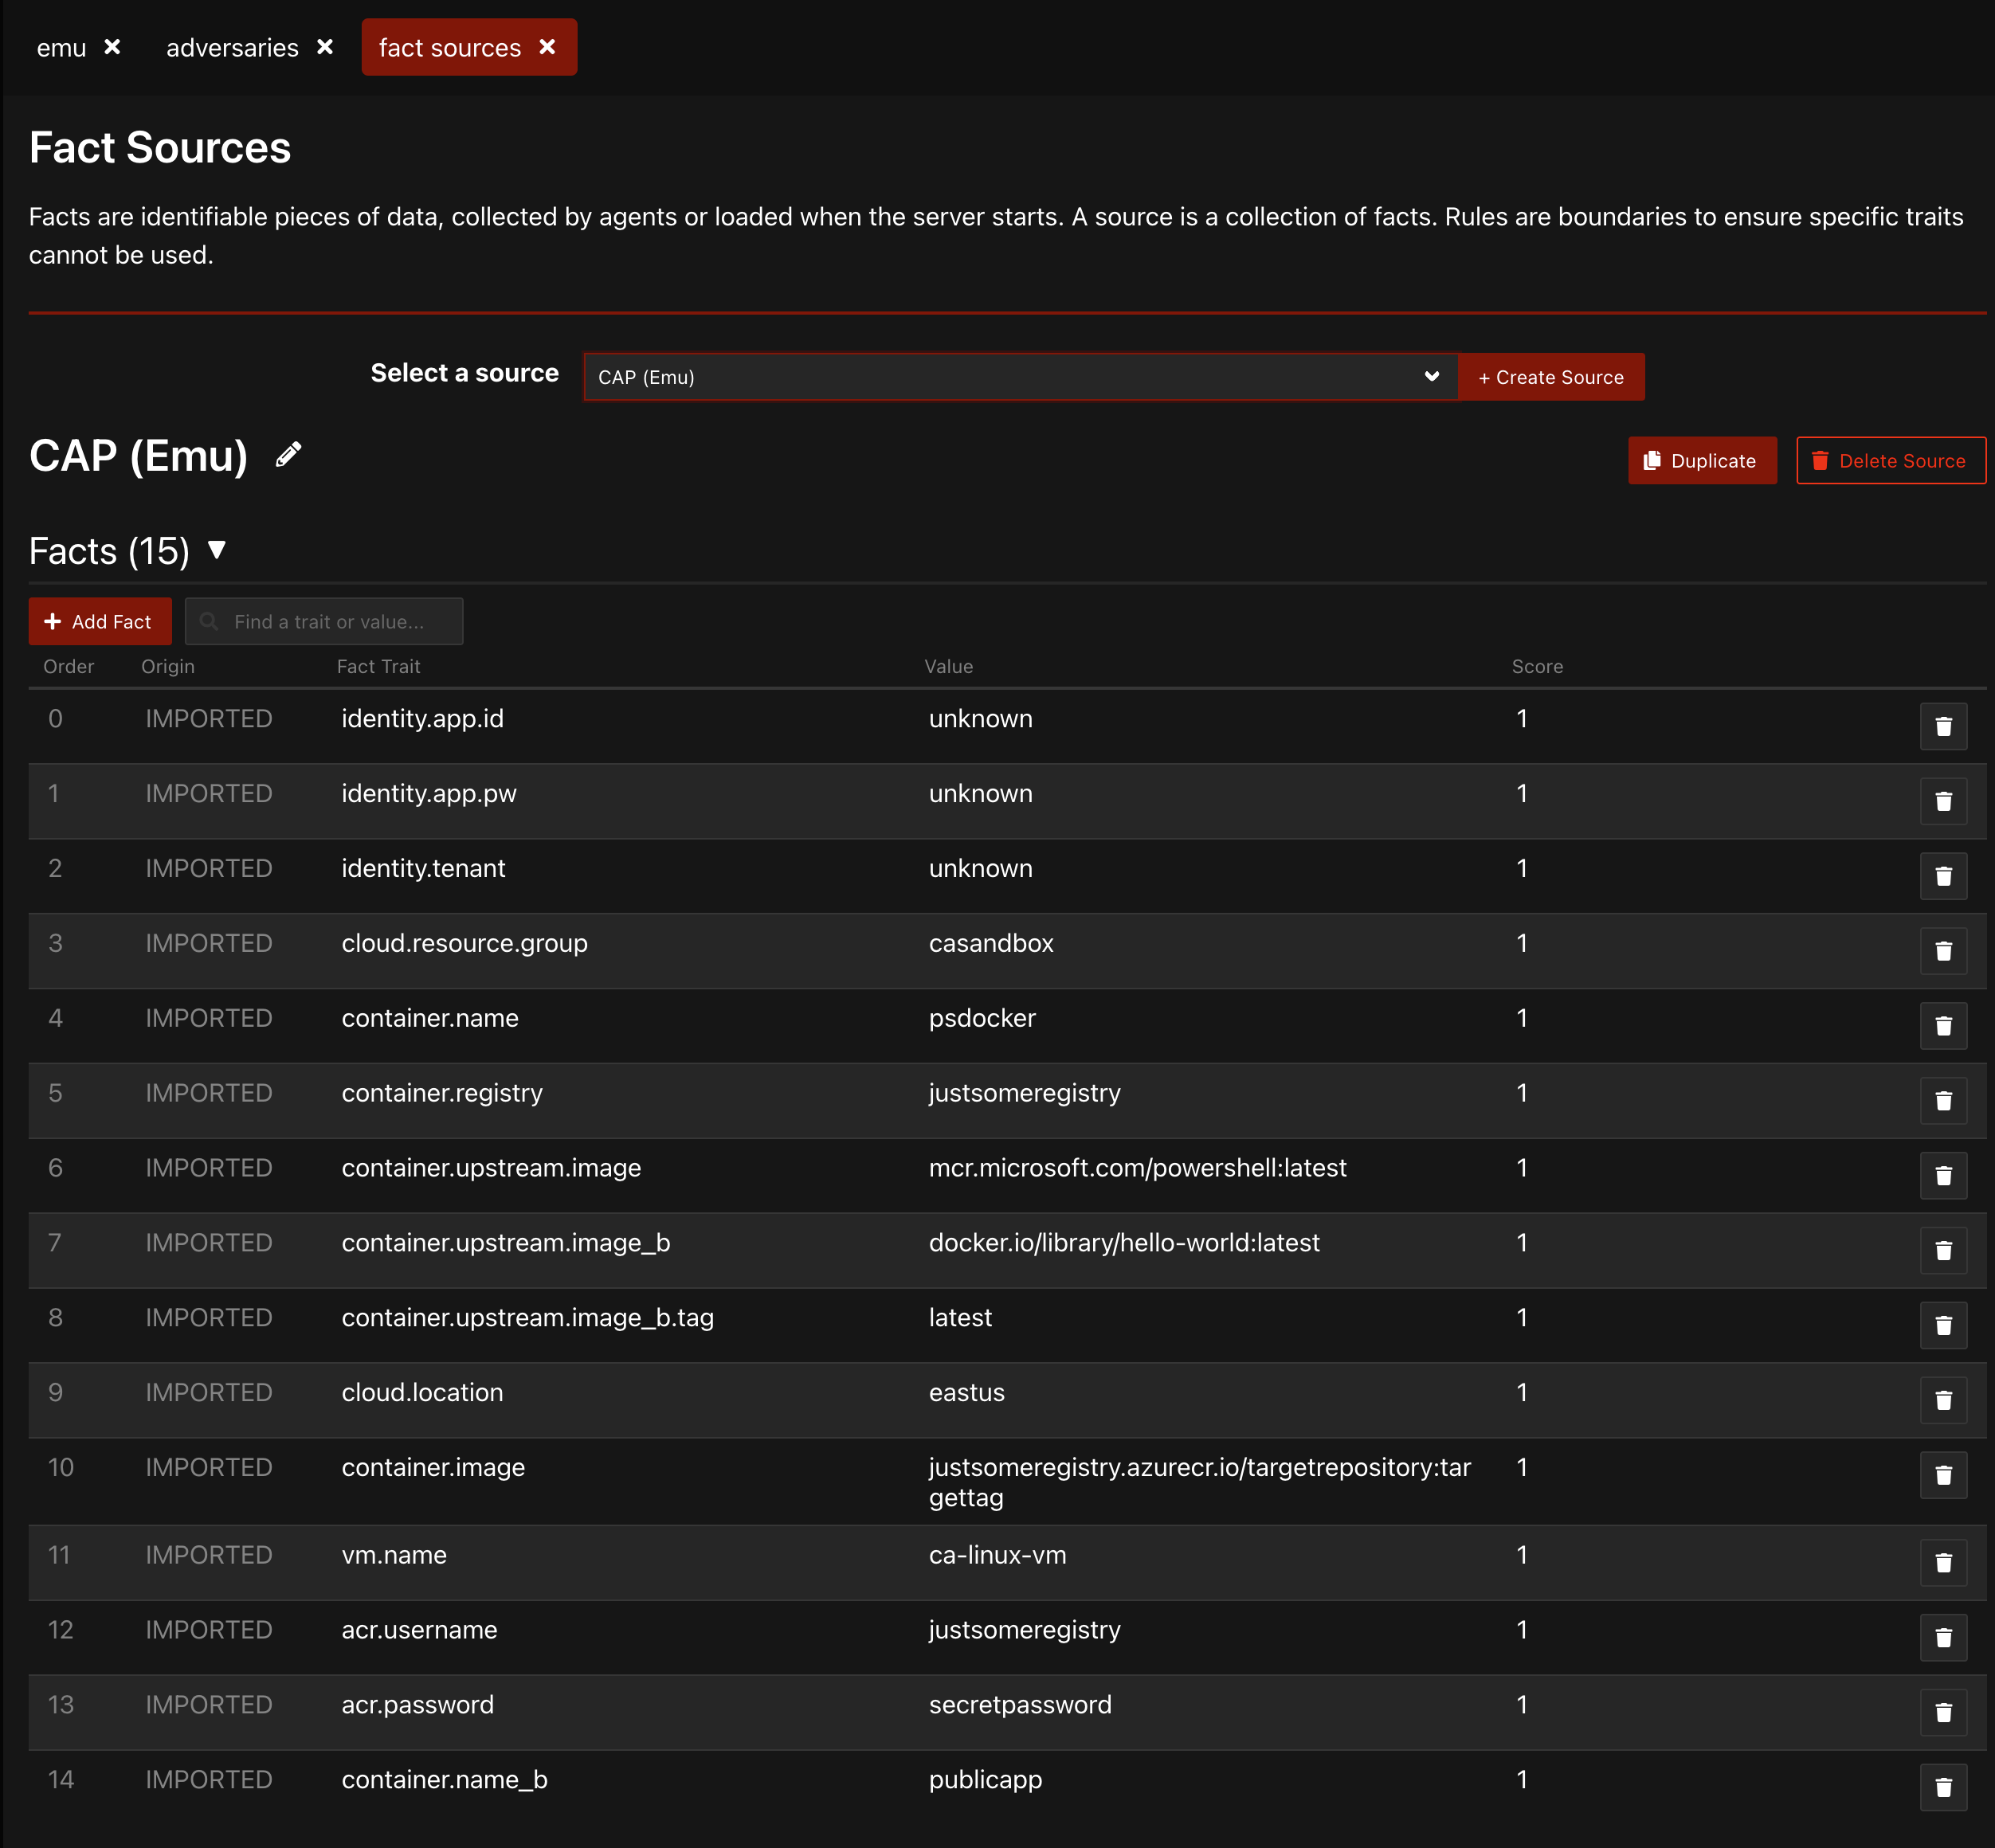 emu ✕ adversaries ✕ fact sources ✕
Fact Sources
Facts are identifiable pieces of data, collected by agents or loaded when the server starts. A source is a collection of facts. Rules are boundaries to ensure specific traits
cannot be used.
Select a source CAP (Emu) + Create Source
CAP (Emu) Duplicate Delete Source
Facts (15) ▼
+ Add Fact Find a trait or value...
Order Origin Fact Trait Value Score
0 IMPORTED identity.app.id unknown 1
1 IMPORTED identity.app.pw unknown 1
2 IMPORTED identity.tenant unknown 1
3 IMPORTED cloud.resource.group casandbox 1
4 IMPORTED container.name psdocker 1
5 IMPORTED container.registry justsomeregistry 1
6 IMPORTED container.upstream.image mcr.microsoft.com/powershell:latest 1
7 IMPORTED container.upstream.image_b docker.io/library/hello-world:latest 1
8 IMPORTED container.upstream.image_b.tag latest 1
9 IMPORTED cloud.location eastus 1
10 IMPORTED container.image justsomeregistry.azurecr.io/targetrepository:tar 1
gettag
11 IMPORTED vm.name ca-linux-vm 1
12 IMPORTED acr.username justsomeregistry 1
13 IMPORTED acr.password secretpassword 1
14 IMPORTED container.name_b publicapp 1